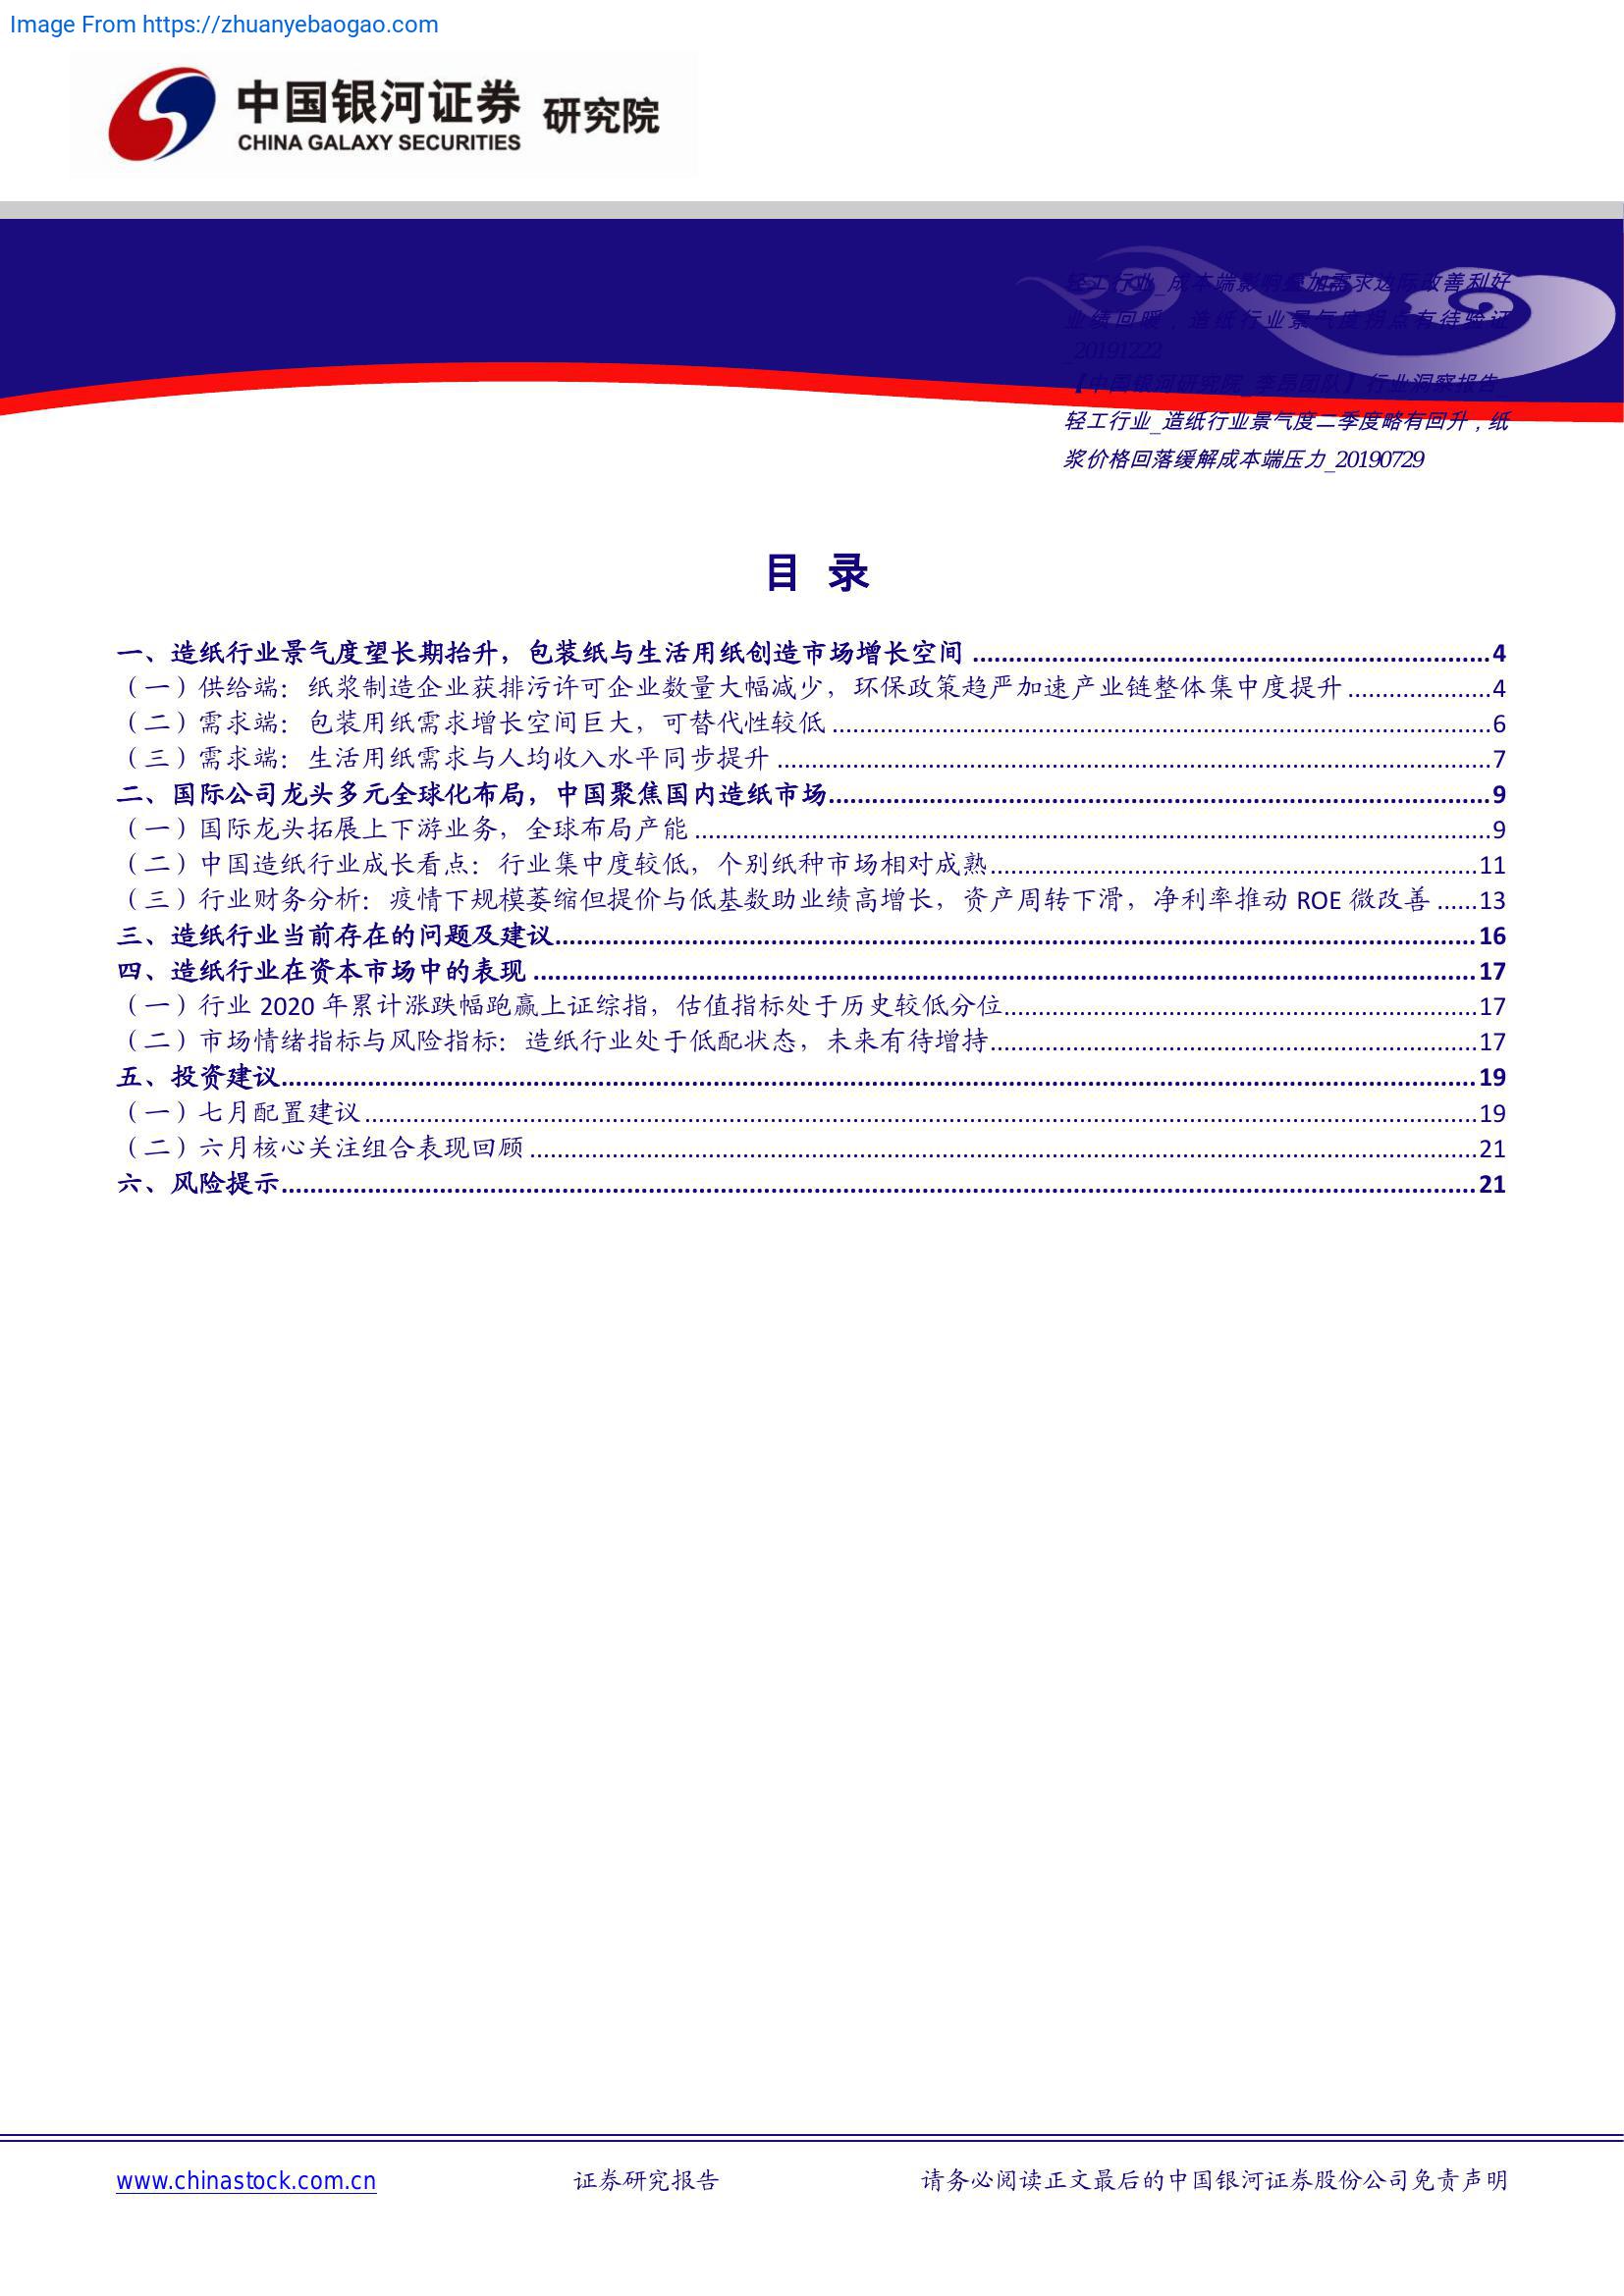 Image From https://zhuanyebaogao.com
中国银河证券 研究院
CHINA GALAXY SECURITIES
轻工行业_成本端影响叠加需求边际改善利好
业绩回暖，造纸行业景气度拐点有待验证
_20191222
【中国银河研究院_李昂团队】行业洞察报告_
轻工行业_造纸行业景气度二季度略有回升，纸
浆价格回落缓解成本端压力_20190729
目 录
一、造纸行业景气度望长期抬升，包装纸与生活用纸创造市场增长空间 ........ 4
（一）供给端：纸浆制造企业获排污许可企业数量大幅减少，环保政策趋严加速产业链整体集中度提升 ........ 4
（二）需求端：包装用纸需求增长空间巨大，可替代性较低 ........ 6
（三）需求端：生活用纸需求与人均收入水平同步提升 ........ 7
二、国际公司龙头多元全球化布局，中国聚焦国内造纸市场 ........ 9
（一）国际龙头拓展上下游业务，全球布局产能 ........ 9
（二）中国造纸行业成长看点：行业集中度较低，个别纸种市场相对成熟 ........ 11
（三）行业财务分析：疫情下规模萎缩但提价与低基数助业绩高增长，资产周转下滑，净利率推动 ROE 微改善 ...... 13
三、造纸行业当前存在的问题及建议 ........ 16
四、造纸行业在资本市场中的表现 ........ 17
（一）行业 2020 年累计涨跌幅跑赢上证综指，估值指标处于历史较低分位 ........ 17
（二）市场情绪指标与风险指标：造纸行业处于低配状态，未来有待增持 ........ 17
五、投资建议 ........ 19
（一）七月配置建议 ........ 19
（二）六月核心关注组合表现回顾 ........ 21
六、风险提示 ........ 21
www.chinastock.com.cn 证券研究报告 请务必阅读正文最后的中国银河证券股份公司免责声明